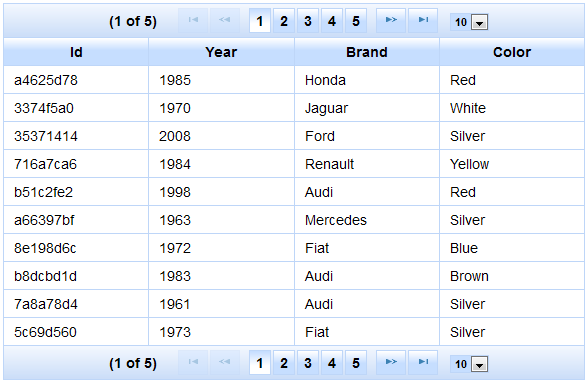 (1 of 5) 1 2 3 4 5 10
Id Year Brand Color
a4625d78 1985 Honda Red
3374f5a0 1970 Jaguar White
35371414 2008 Ford Silver
716a7ca6 1984 Renault Yellow
b51c2fe2 1998 Audi Red
a66397bf 1963 Mercedes Silver
8e198d6c 1972 Fiat Blue
b8dcbd1d 1983 Audi Brown
7a8a78d4 1961 Audi Silver
5c69d560 1973 Fiat Silver
(1 of 5) 1 2 3 4 5 10